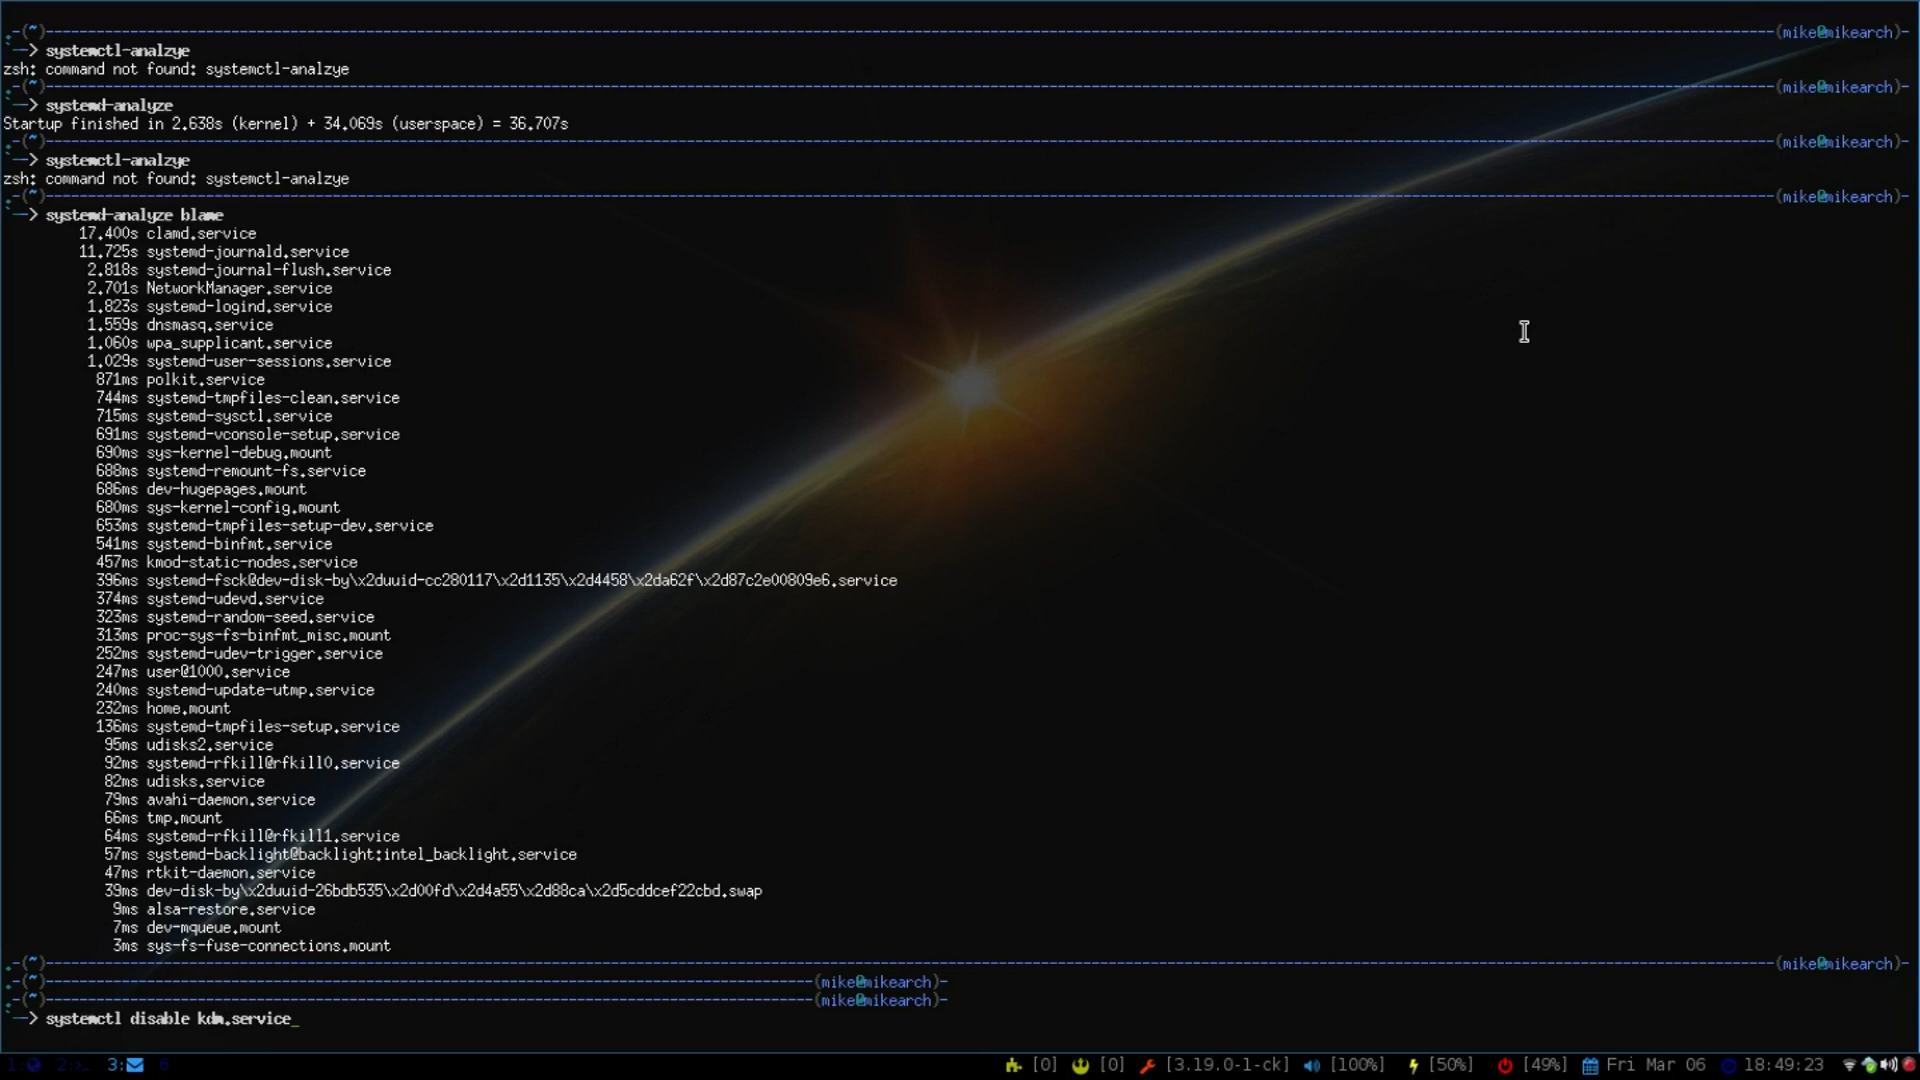 -(~)-(mike@mikearch)-
--> systemctl-analzye
zsh: command not found: systemctl-analzye
-(~)-(mike@mikearch)-
--> systemd-analyze
Startup finished in 2.638s (kernel) + 34.069s (userspace) = 36.707s
-(~)-(mike@mikearch)-
--> systemctl-analzye
zsh: command not found: systemctl-analzye
-(~)-(mike@mikearch)-
--> systemd-analyze blame
17.400s clamd.service
11.725s systemd-journald.service
2.818s systemd-journal-flush.service
2.701s NetworkManager.service
1.823s systemd-logind.service
1.559s dnsmasq.service
1.060s wpa_supplicant.service
1.029s systemd-user-sessions.service
871ms polkit.service
744ms systemd-tmpfiles-clean.service
715ms systemd-sysctl.service
691ms systemd-vconsole-setup.service
690ms sys-kernel-debug.mount
688ms systemd-remount-fs.service
686ms dev-hugepages.mount
680ms sys-kernel-config.mount
653ms systemd-tmpfiles-setup-dev.service
541ms systemd-binfmt.service
457ms kmod-static-nodes.service
396ms systemd-fsck@dev-disk-by\x2duuid-cc280117\x2d1135\x2d4458\x2da62f\x2d87c2e00809e6.service
374ms systemd-udevd.service
323ms systemd-random-seed.service
313ms proc-sys-fs-binfmt_misc.mount
252ms systemd-udev-trigger.service
247ms user@1000.service
240ms systemd-update-utmp.service
232ms home.mount
136ms systemd-tmpfiles-setup.service
95ms udisks2.service
92ms systemd-rfkill@rfkill0.service
82ms udisks.service
79ms avahi-daemon.service
66ms tmp.mount
64ms systemd-rfkill@rfkill1.service
57ms systemd-backlight@backlight:intel_backlight.service
47ms rtkit-daemon.service
39ms dev-disk-by\x2duuid-26bdb535\x2d00fd\x2d4a55\x2d88ca\x2d5cddcef22cbd.swap
9ms alsa-restore.service
7ms dev-mqueue.mount
3ms sys-fs-fuse-connections.mount
-(~)-(mike@mikearch)-
-(~)-(mike@mikearch)-
-(~)-(mike@mikearch)-
--> systemctl disable kdm.service_
1: 2: 3: 6 [0] [0] [3.19.0-1-ck] [100%] [50%] [49%] Fri Mar 06 18:49:23